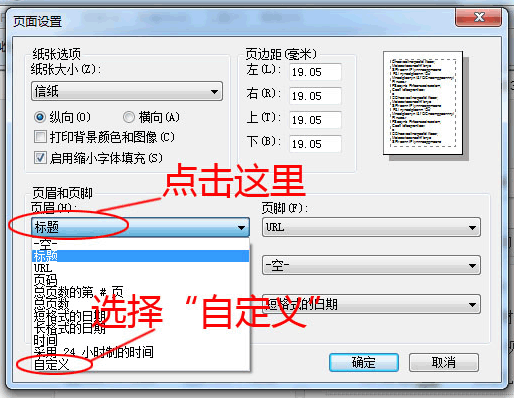 页面设置
纸张选项
纸张大小(Z):
信纸
纵向(O)
横向(A)
打印背景颜色和图像(C)
启用缩小字体填充(S)
页边距(毫米)
左(L): 19.05
右(R): 19.05
上(T): 19.05
下(B): 19.05
点击这里
页眉和页脚
页眉(H):
标题
页脚(F):
URL
-空-
标题
URL
页码
总页数的第 # 页
总页数
短格式的日期
长格式的日期
时间
采用 24 小时制的时间
自定义
-空-
短格式的日期
选择“自定义”
确定
取消